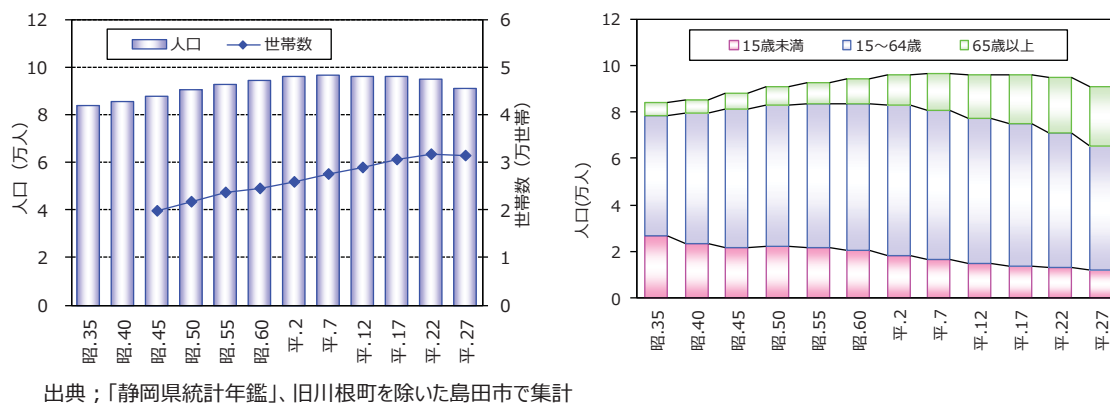 12
10
8
6
4
2
0
人口（万人）
人口
世帯数
6
5
4
3
2
1
0
世帯数（万世帯）
昭.35
昭.40
昭.45
昭.50
昭.55
昭.60
平.2
平.7
平.12
平.17
平.22
平.27
12
10
8
6
4
2
0
人口(万人)
15歳未満
15～64歳
65歳以上
昭.35
昭.40
昭.45
昭.50
昭.55
昭.60
平.2
平.7
平.12
平.17
平.22
平.27
出典；「静岡県統計年鑑」、旧川根町を除いた島田市で集計